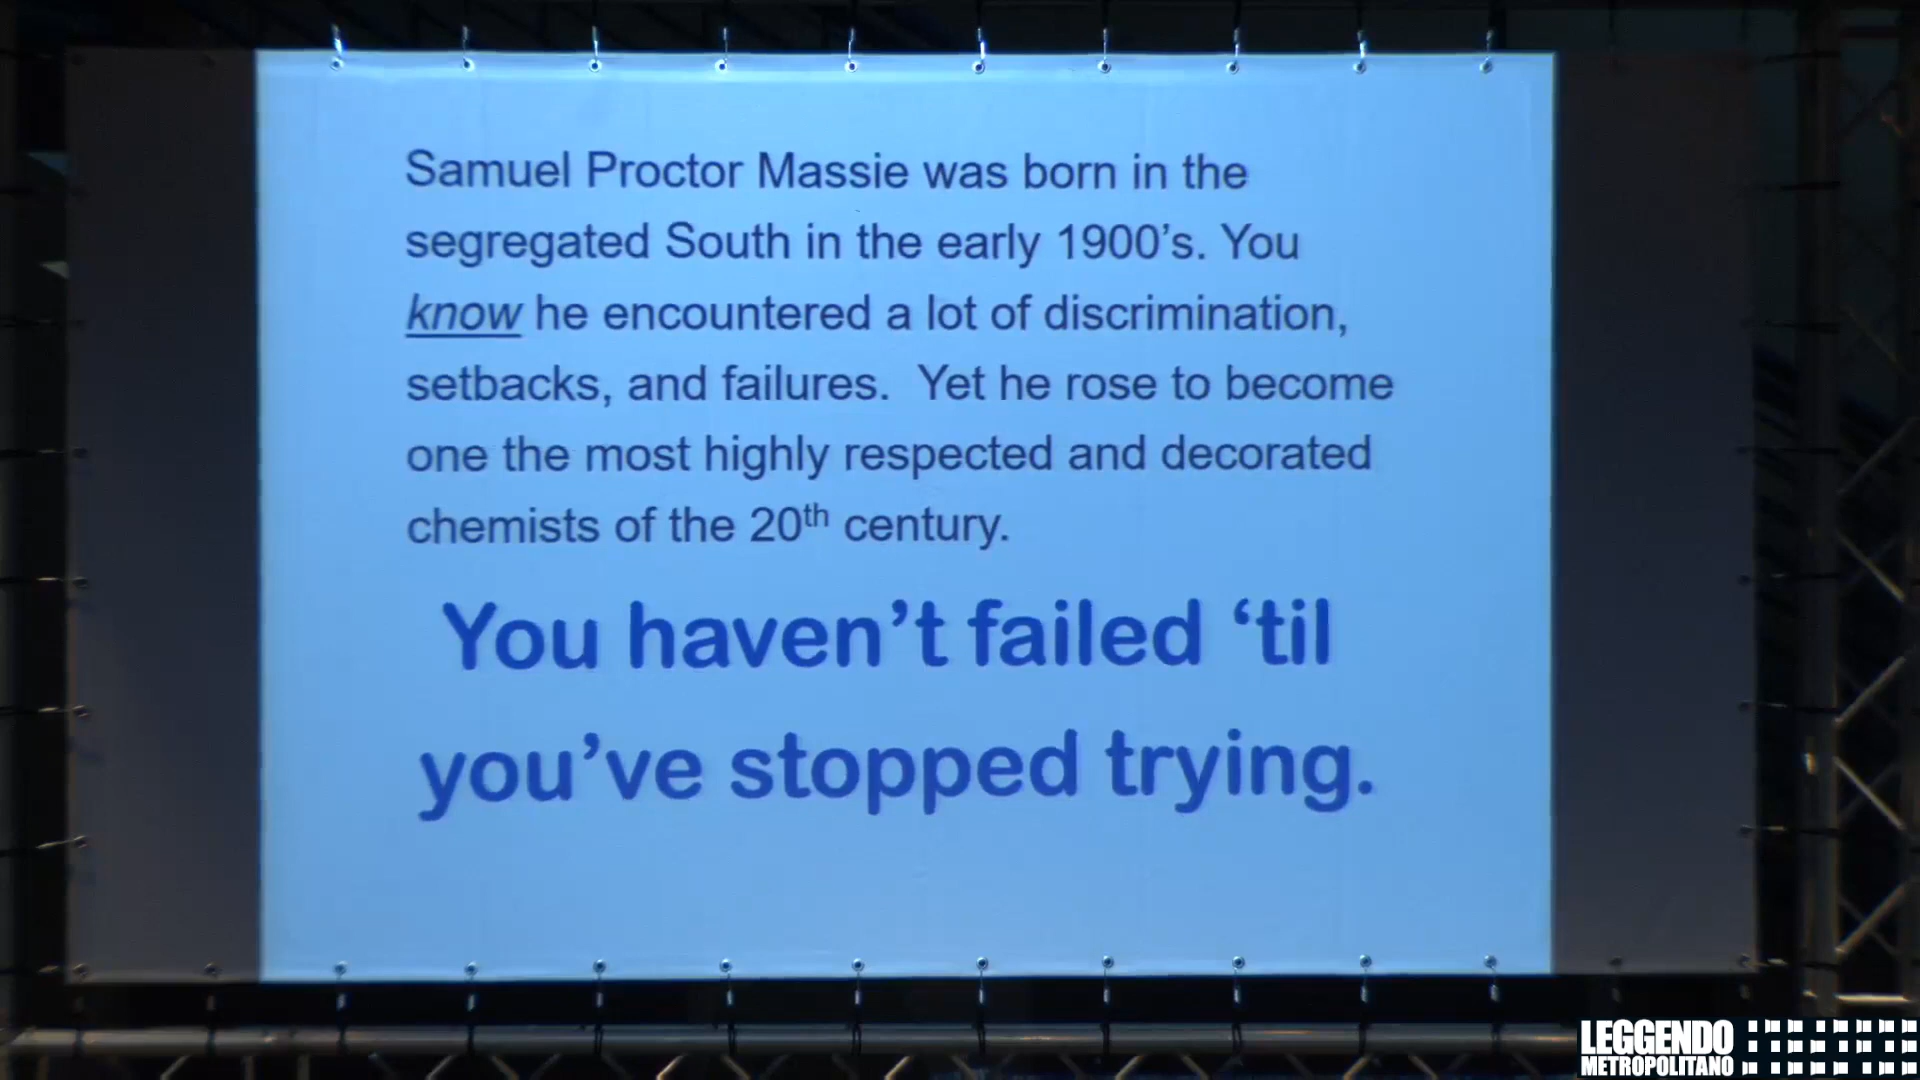 Samuel Proctor Massie was born in the
segregated South in the early 1900’s. You
know he encountered a lot of discrimination,
setbacks, and failures.  Yet he rose to become
one the most highly respected and decorated
chemists of the 20th century.
You haven’t failed ‘til
you’ve stopped trying.
LEGGENDO
METROPOLITANO